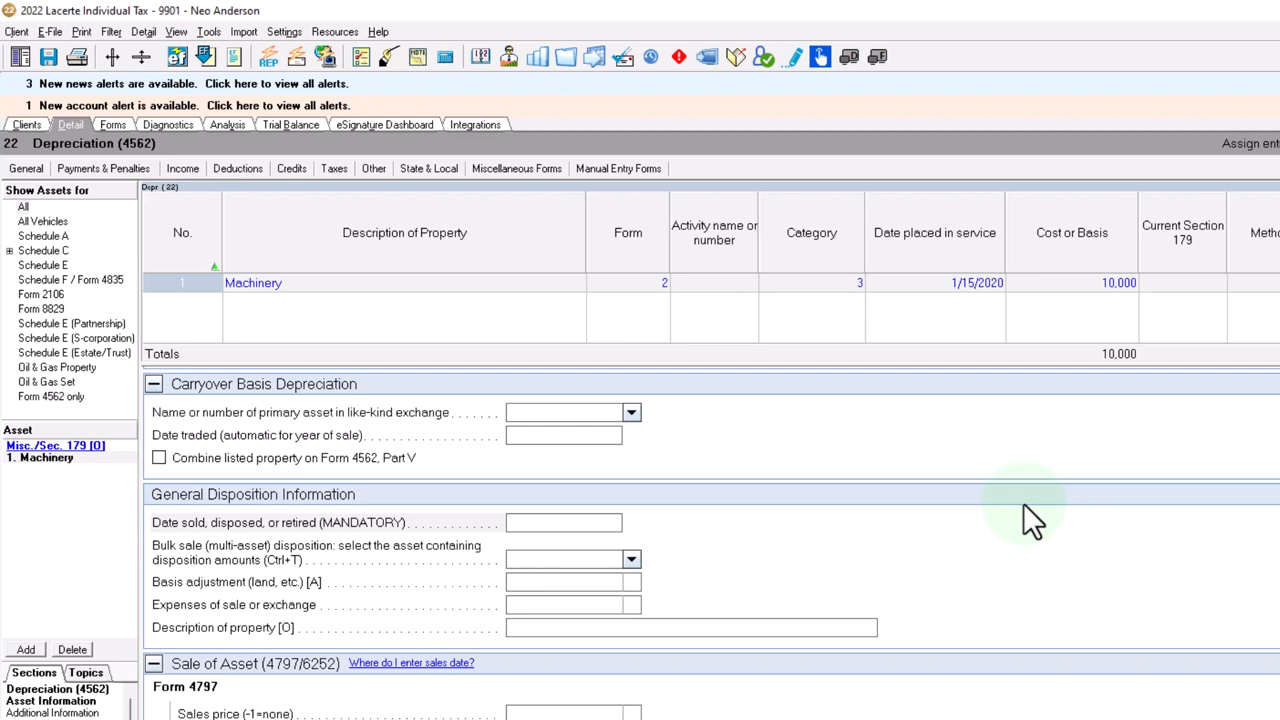 22 2022 Lacerte Individual Tax - 9901 - Neo Anderson
Client E-File Print Filter Detail View Tools Import Settings Resources Help
3 New news alerts are available. Click here to view all alerts.
1 New account alert is available. Click here to view all alerts.
Clients Detail Forms Diagnostics Analysis Trial Balance eSignature Dashboard Integrations
22 Depreciation (4562) Assign ent
General Payments & Penalties Income Deductions Credits Taxes Other State & Local Miscellaneous Forms Manual Entry Forms
Show Assets for
All
All Vehicles
Schedule A
Schedule C
Schedule E
Schedule F / Form 4835
Form 2106
Form 8829
Schedule E (Partnership)
Schedule E (S-corporation)
Schedule E (Estate/Trust)
Oil & Gas Property
Oil & Gas Set
Form 4562 only
Asset
Misc./Sec. 179 [O]
1. Machinery
Add Delete
Sections Topics
Depreciation (4562)
Asset Information
Additional Information
Depr (22)
No. Description of Property Form Activity name or number Category Date placed in service Cost or Basis Current Section 179 Metho
1 Machinery 2 3 1/15/2020 10,000
Totals 10,000
Carryover Basis Depreciation
Name or number of primary asset in like-kind exchange . . . . . . .
Date traded (automatic for year of sale) . . . . . . . . . . . . . . . . . .
Combine listed property on Form 4562, Part V
General Disposition Information
Date sold, disposed, or retired (MANDATORY) . . . . . . . . . . . .
Bulk sale (multi-asset) disposition: select the asset containing
disposition amounts (Ctrl+T) . . . . . . . . . . . . . . . . . . . . . . . . . .
Basis adjustment (land, etc.) [A] . . . . . . . . . . . . . . . . . . . . . . .
Expenses of sale or exchange . . . . . . . . . . . . . . . . . . . . . . . .
Description of property [O] . . . . . . . . . . . . . . . . . . . . . . . . . . .
Sale of Asset (4797/6252) Where do I enter sales date?
Form 4797
Sales price (-1=none) . . . . . . . . . . . . . . . . . . . . . . . . . . . . .